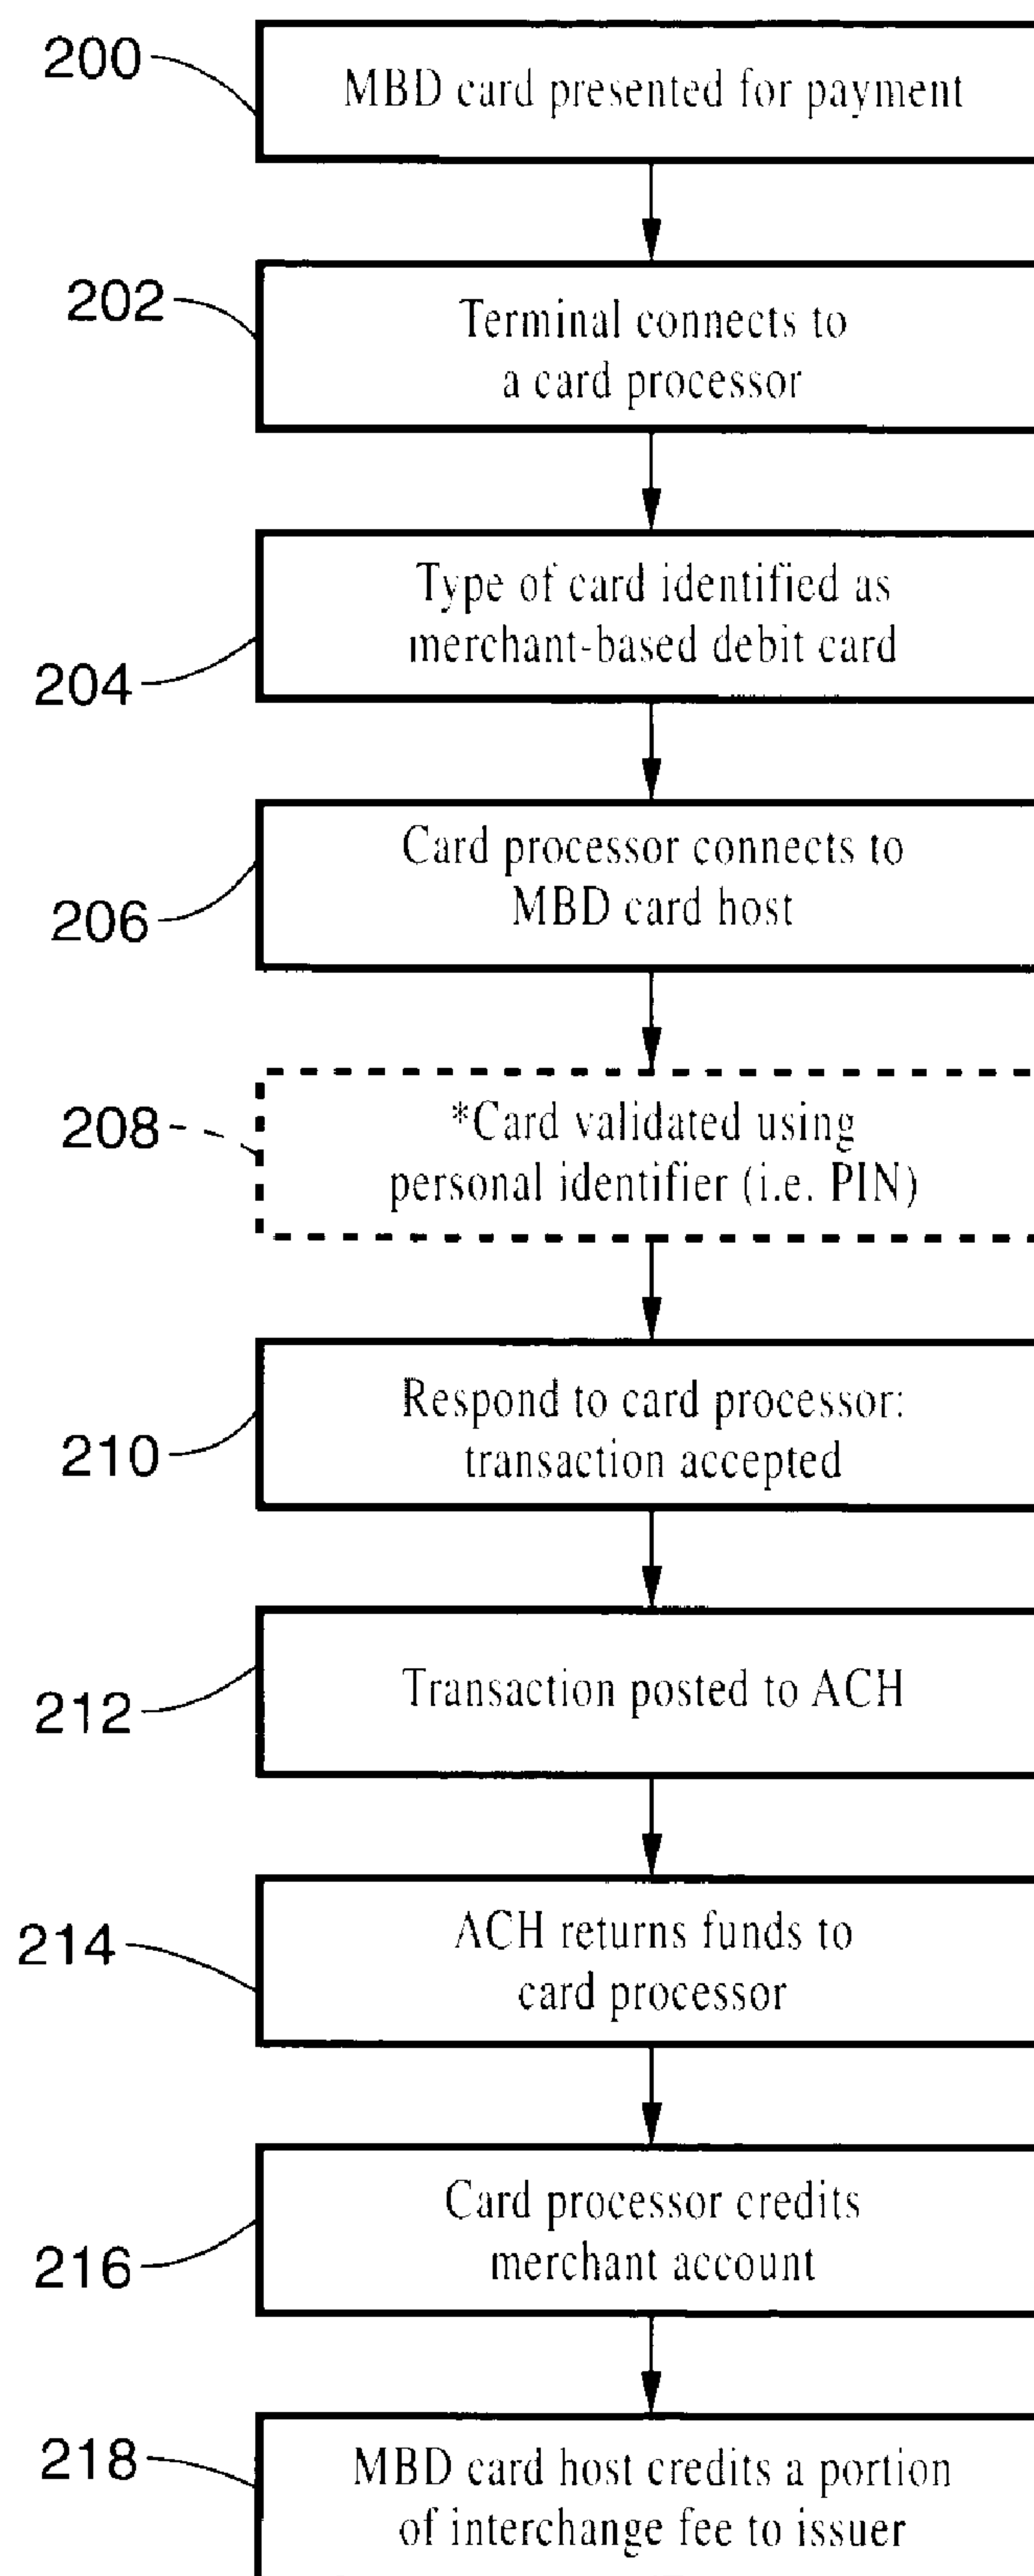 200
MBD card presented for payment
202
Terminal connects to
a card processor
204
Type of card identified as
merchant-based debit card
206
Card processor connects to
MBD card host
208
*Card validated using
personal identifier (i.e. PIN)
210
Respond to card processor:
transaction accepted
212
Transaction posted to ACH
214
ACH returns funds to
card processor
216
Card processor credits
merchant account
218
MBD card host credits a portion
of interchange fee to issuer